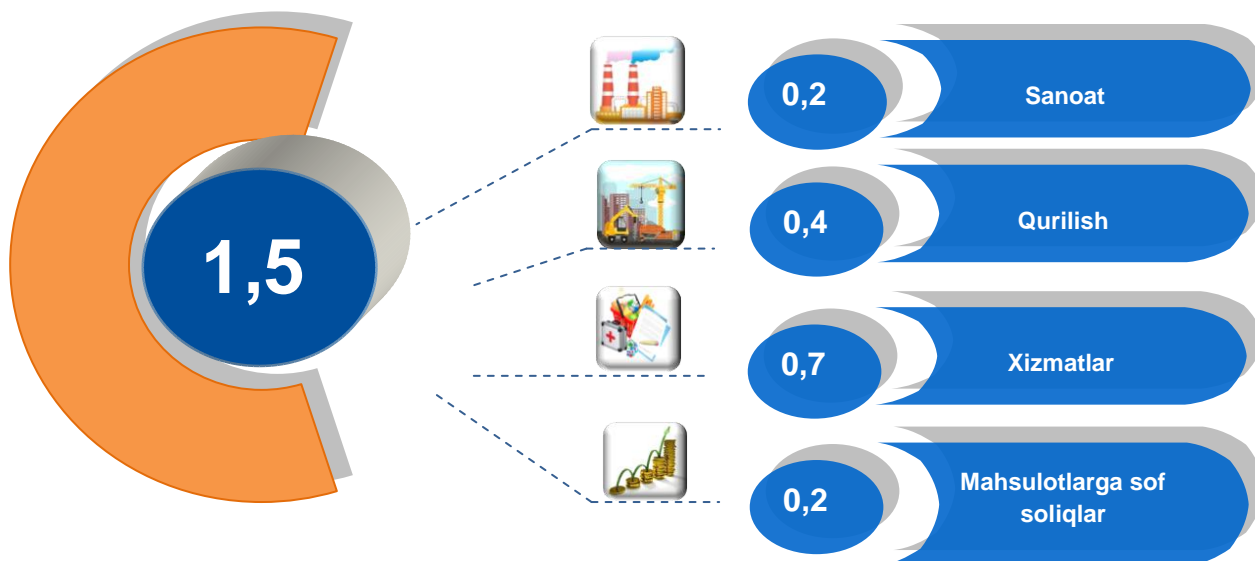 1,5
0,2
Sanoat
0,4
Qurilish
0,7
Xizmatlar
0,2
Mahsulotlarga sof
soliqlar